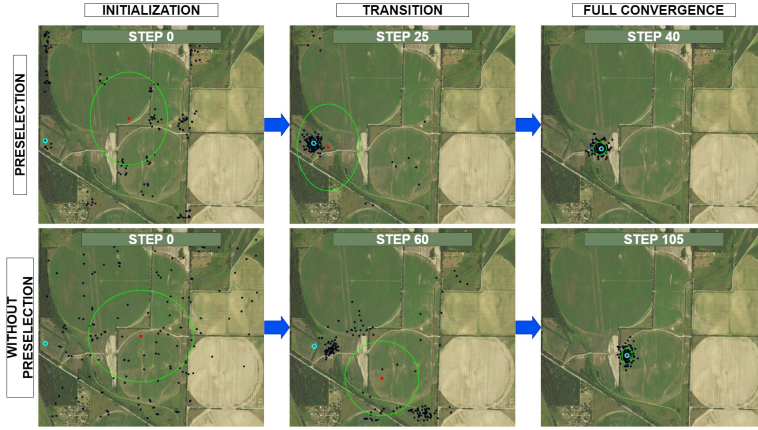 INITIALIZATION
TRANSITION
FULL CONVERGENCE
PRESELECTION
STEP 0
STEP 25
STEP 40
WITHOUT
PRESELECTION
STEP 0
STEP 60
STEP 105